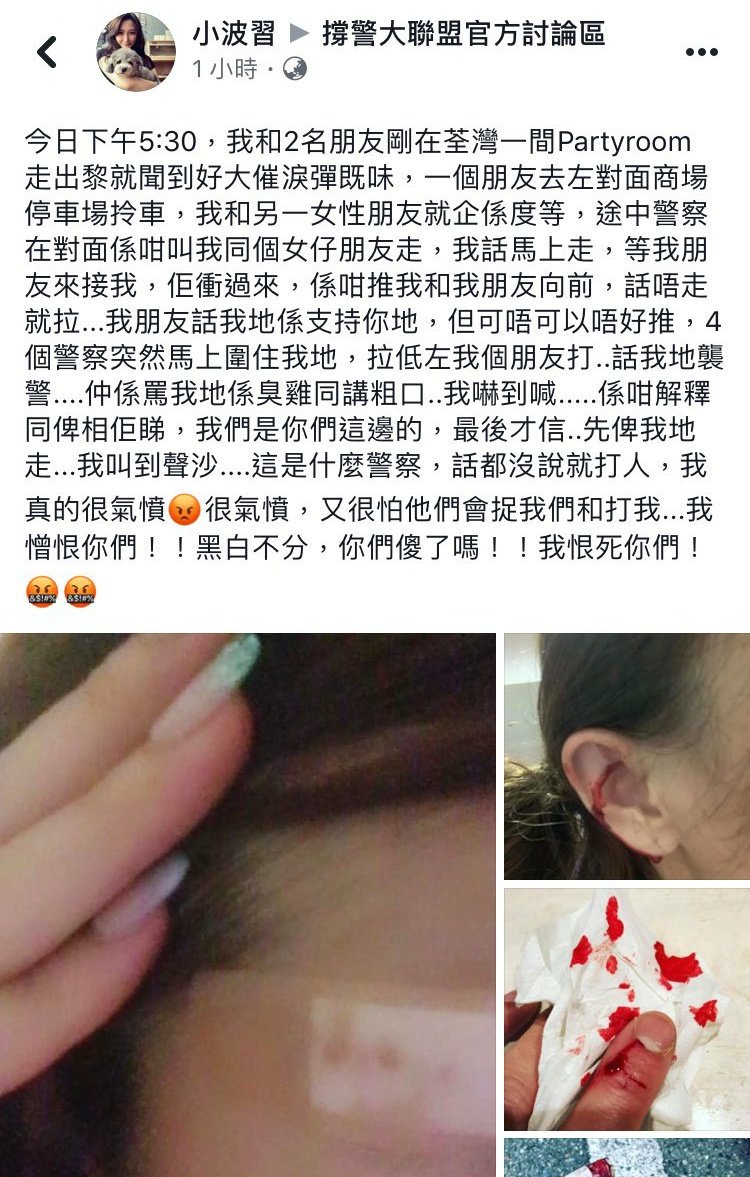 小波習 ▶ 撐警大聯盟官方討論區
1 小時 ·
今日下午5:30，我和2名朋友剛在荃灣一間Partyroom
走出黎就聞到好大催淚彈既味，一個朋友去左對面商場
停車場拎車，我和另一女性朋友就企係度等，途中警察
在對面係咁叫我同個女仔朋友走，我話馬上走，等我朋
友來接我，佢衝過來，係咁推我和我朋友向前，話唔走
就拉...我朋友話我地係支持你地，但可唔可以唔好推，4
個警察突然馬上圍住我地，拉低左我個朋友打..話我地襲
警....仲係罵我地係臭雞同講粗口..我嚇到喊.....係咁解釋
同俾相佢睇，我們是你們這邊的，最後才信..先俾我地
走...我叫到聲沙....這是什麼警察，話都沒說就打人，我
真的很氣憤😡很氣憤，又很怕他們會捉我們和打我...我
憎恨你們！！黑白不分，你們傻了嗎！！我恨死你們！
🤬🤬